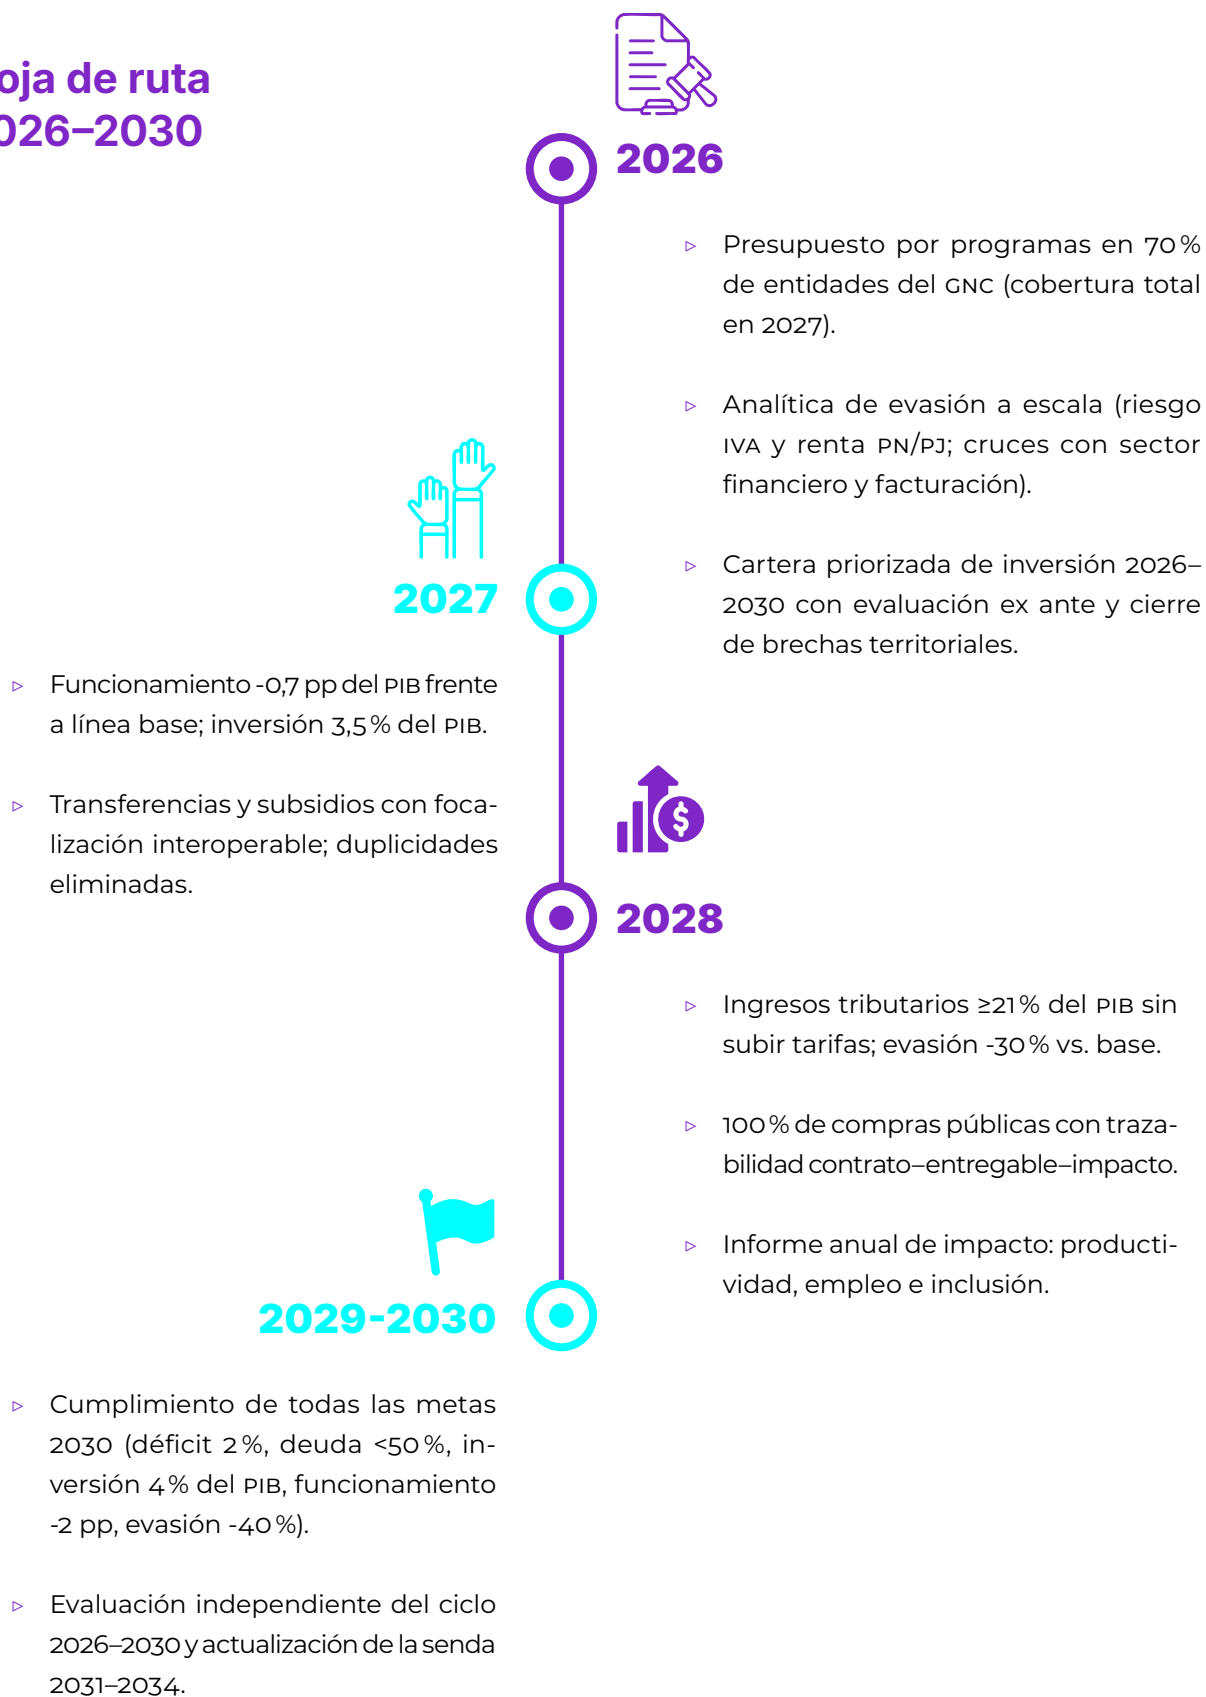 oja de ruta
026–2030
2026
▹ Presupuesto por programas en 70 %
de entidades del GNC (cobertura total
en 2027).
▹ Analítica de evasión a escala (riesgo
IVA y renta PN/PJ; cruces con sector
financiero y facturación).
▹ Cartera priorizada de inversión 2026–
2030 con evaluación ex ante y cierre
de brechas territoriales.
2027
▹ Funcionamiento -0,7 pp del PIB frente
a línea base; inversión 3,5 % del PIB.
▹ Transferencias y subsidios con foca-
lización interoperable; duplicidades
eliminadas.
$
2028
▹ Ingresos tributarios ≥21 % del PIB sin
subir tarifas; evasión -30 % vs. base.
▹ 100 % de compras públicas con traza-
bilidad contrato–entregable–impacto.
▹ Informe anual de impacto: producti-
vidad, empleo e inclusión.
2029-2030
▹ Cumplimiento de todas las metas
2030 (déficit 2 %, deuda <50 %, in-
versión 4 % del PIB, funcionamiento
-2 pp, evasión -40 %).
▹ Evaluación independiente del ciclo
2026–2030 y actualización de la senda
2031–2034.